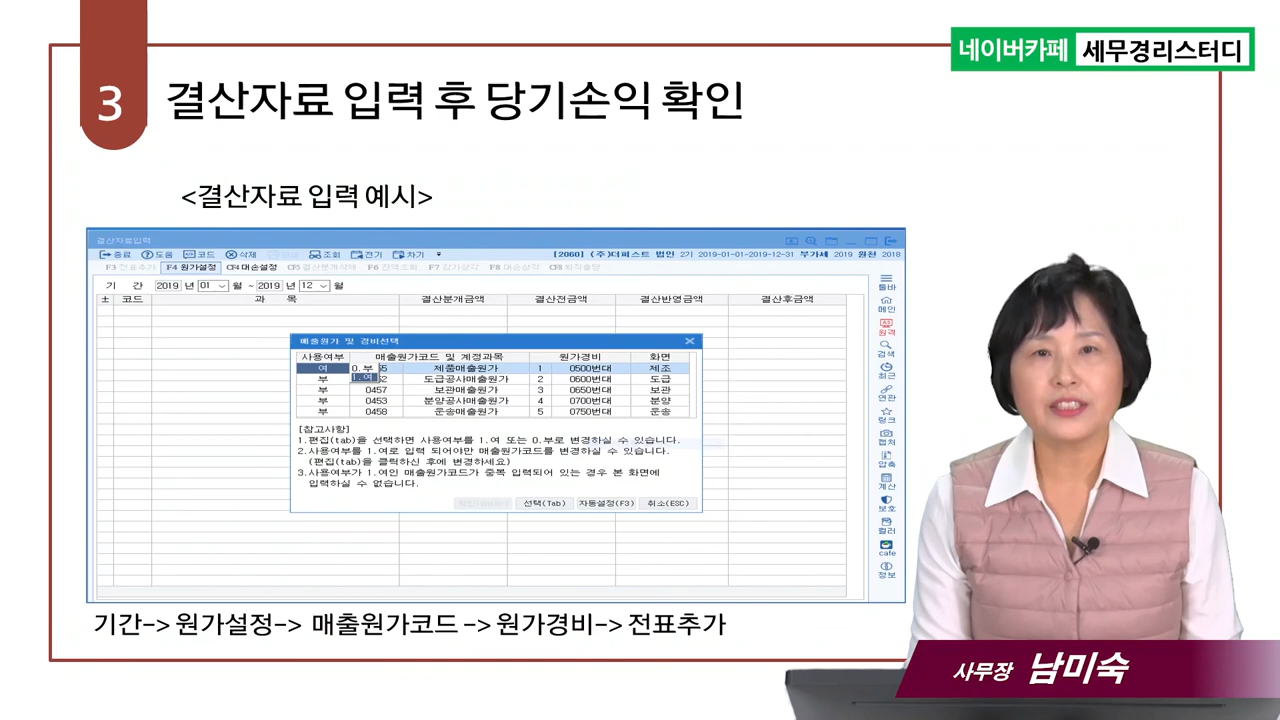 네이버카페 세무경리스터디
3 결산자료 입력 후 당기손익 확인
<결산자료 입력 예시>
결산자료입력
종료 도움 코드 삭제 조회 전기 차기
[2060] (주)더페스트 법인 2기 2019-01-01~2019-12-31 부가세 2019 원천 2018
F3 전표추가 F4 원가설정 CF4 대손설정 CF5 결산분개삭제 F6 잔액조회 F7 감가상각 F8 대손상각 CF8 퇴직충당
기 간 2019 년 01 월 ~ 2019 년 12 월
± 코드 과 목 결산분개금액 결산전금액 결산반영금액 결산후금액
매출원가 및 경비선택
사용여부 매출원가코드 및 계정과목 원가경비 화면
여 0.부 제품매출원가 1 0500번대 제조
부 1.여 도급공사매출원가 2 0600번대 도급
부 0457 보관매출원가 3 0650번대 보관
부 0453 분양공사매출원가 4 0700번대 분양
부 0458 운송매출원가 5 0750번대 운송
[참고사항]
1.편집(tab)을 선택하면 사용여부를 1.여 또는 0.부로 변경하실 수 있습니다.
2.사용여부를 1.여로 입력 되어야만 매출원가코드를 변경하실 수 있습니다.
(편집(tab)을 클릭하신 후에 변경하세요)
3.사용여부가 1.여인 매출원가코드가 중복 입력되어 있는 경우 본 화면에
입력하실 수 없습니다.
선택(Tab) 자동설정(F3) 취소(ESC)
툴바
메인
원격
검색
최근
연관
링크
캡쳐
압축
계산
보호
컬러
cafe
정보
기간-> 원가설정-> 매출원가코드 -> 원가경비-> 전표추가
사무장 남미숙